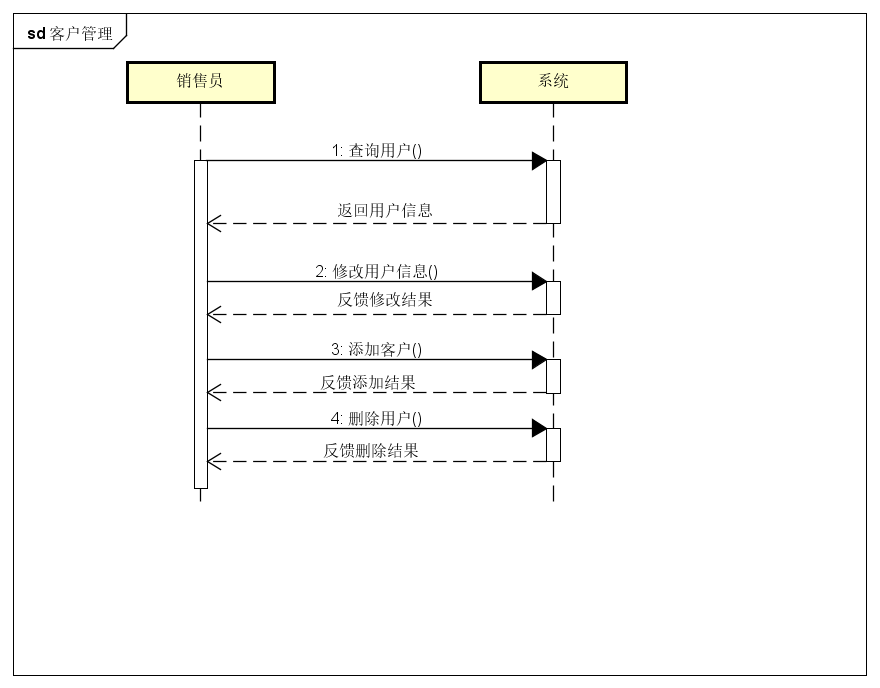 sd 客户管理
销售员
系统
1: 查询用户()
返回用户信息
2: 修改用户信息()
反馈修改结果
3: 添加客户()
反馈添加结果
4: 删除用户()
反馈删除结果